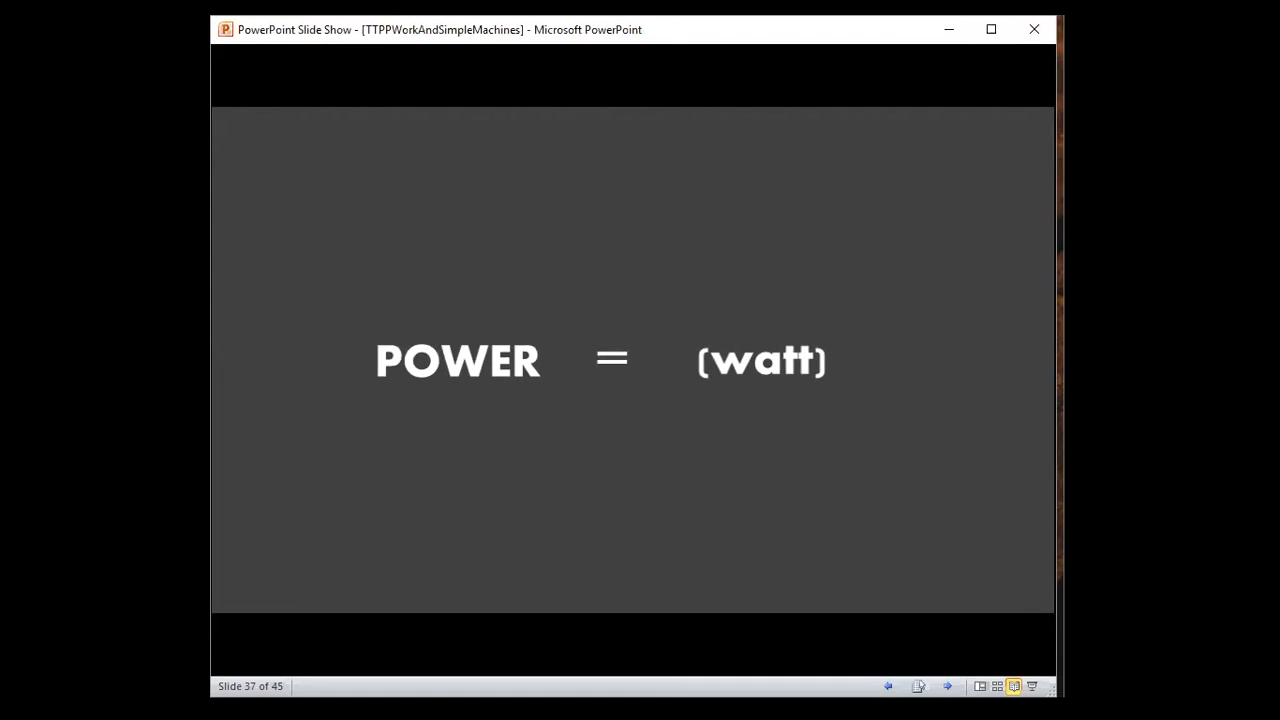 PowerPoint Slide Show - [TTPPWorkAndSimpleMachines] - Microsoft PowerPoint
POWER = (watt)
Slide 37 of 45